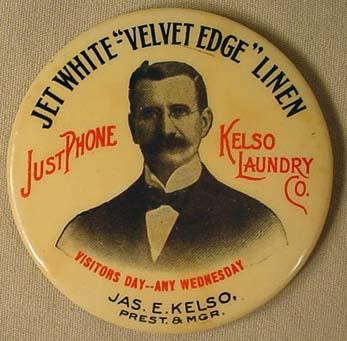 JET WHITE-"VELVET EDGE" LINEN
JUST PHONE
KELSO
LAUNDRY
CO.
VISITORS DAY--ANY WEDNESDAY
JAS. E. KELSO,
PREST. & MGR.